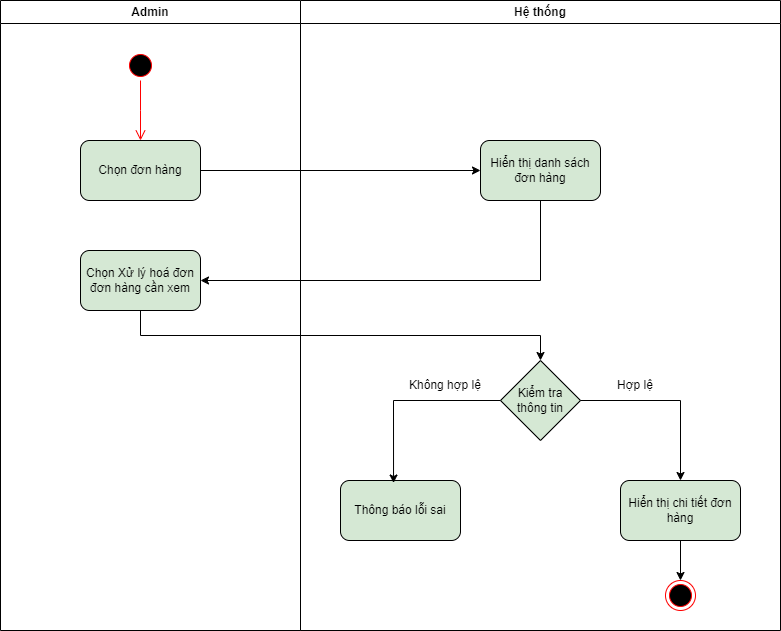 Admin
Hệ thống
Chọn đơn hàng
Hiển thị danh sách
đơn hàng
Chọn Xử lý hoá đơn
đơn hàng cần xem
Kiểm tra
thông tin
Không hợp lệ
Hợp lệ
Thông báo lỗi sai
Hiển thị chi tiết đơn
hàng